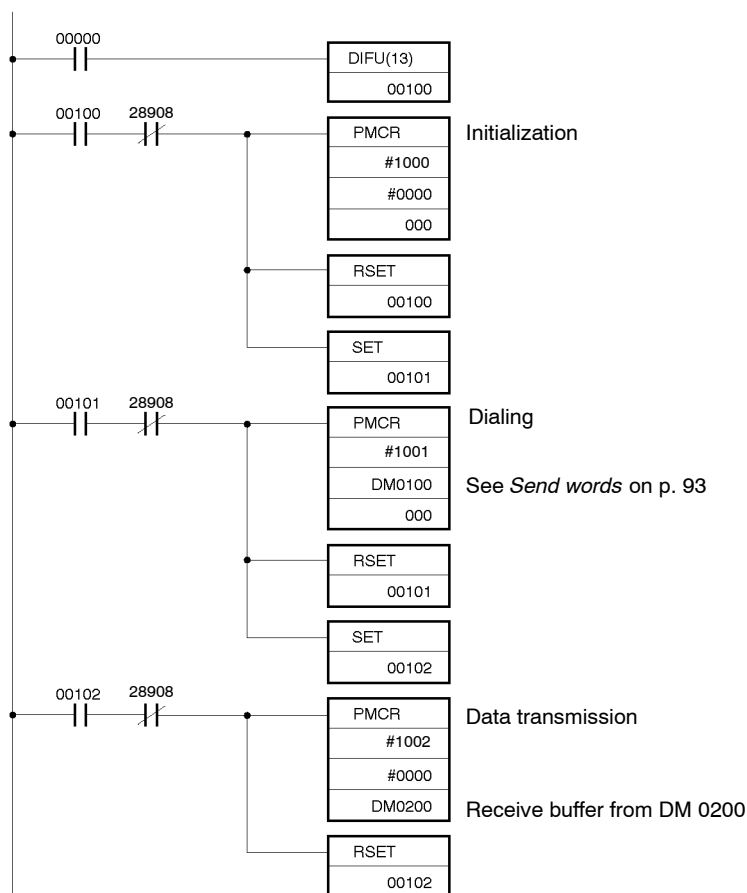 00000
DIFU(13)
00100
00100 28908
PMCR Initialization
#1000
#0000
000
RSET
00100
SET
00101
00101 28908
PMCR Dialing
#1001
DM0100 See Send words on p. 93
000
RSET
00101
SET
00102
00102 28908
PMCR Data transmission
#1002
#0000
DM0200 Receive buffer from DM 0200
RSET
00102